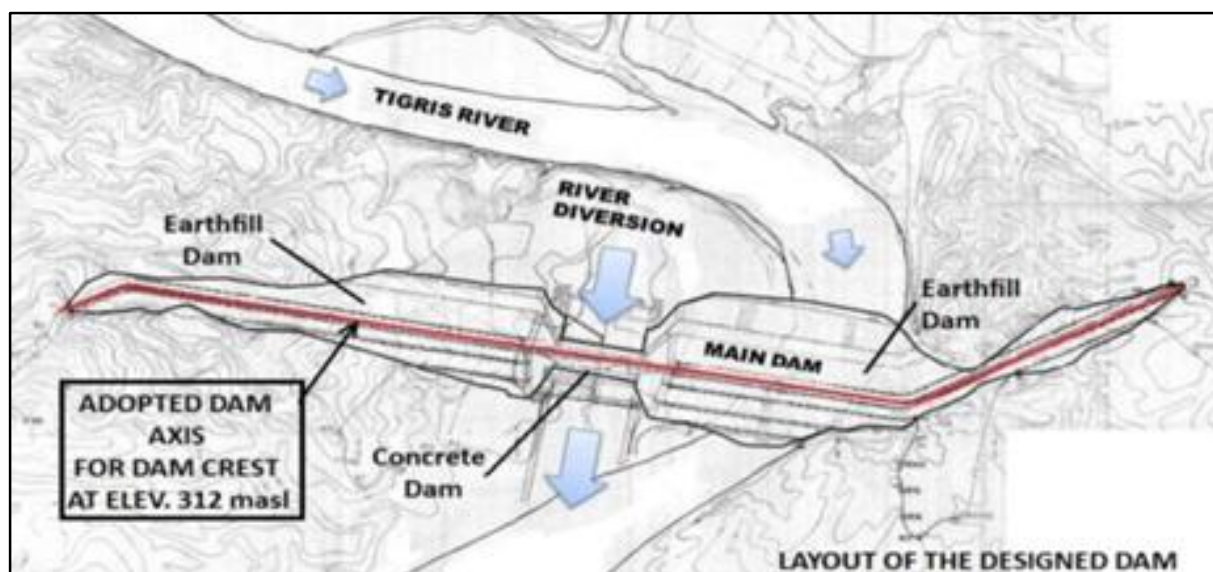 TIGRIS RIVER
RIVER
DIVERSION
Earthfill
Dam
Earthfill
Dam
MAIN DAM
ADOPTED DAM
AXIS
FOR DAM CREST
AT ELEV. 312 masl
Concrete
Dam
LAYOUT OF THE DESIGNED DAM